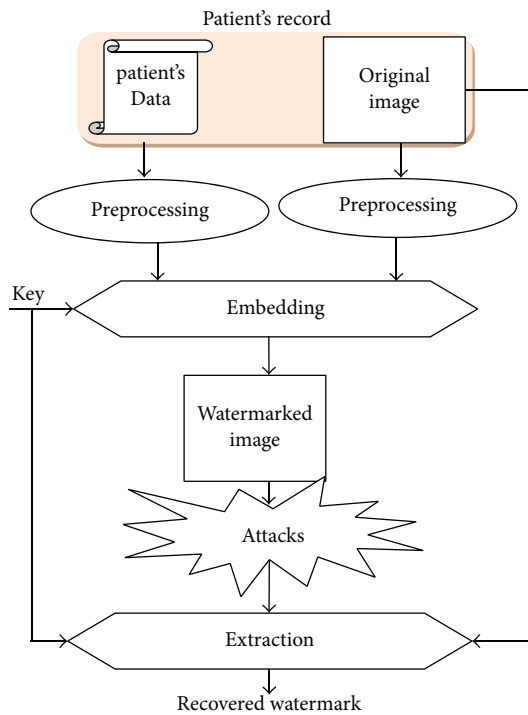 Patient's record
patient's
Data
Original
image
Preprocessing
Preprocessing
Key
Embedding
Watermarked
image
Attacks
Extraction
Recovered watermark